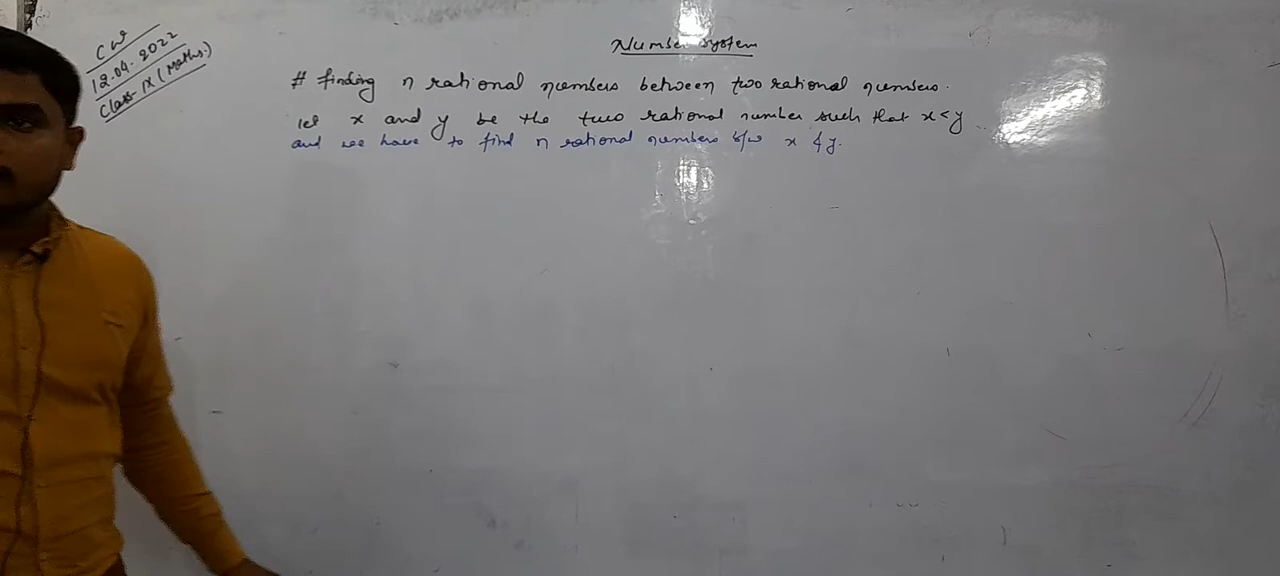 CW
12.04.2022
Class-IX (Maths.)
Number system
# finding n rational numbers between two rational numbers.
let x and y be the two rational number such that x<y
and we have to find n rational numbers b/w x & y.